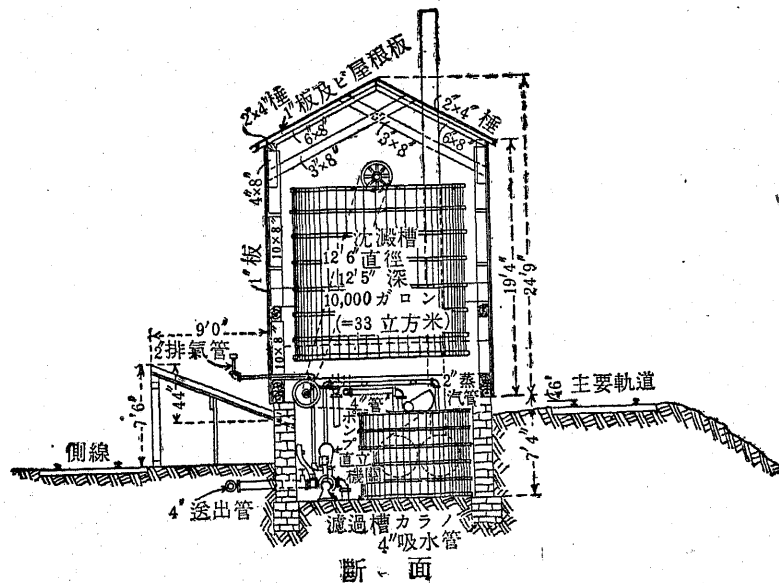 2"×4"棰
1"板及ビ屋根板
2"×4"棰
6"×8"
3"×8"
3"×8"
6×8"
4"×8"
10×8"
1"板
沈澱槽
12'6"直徑
12'5"深
10,000ガロン
(=33立方米)
19'4"
24'9"
9'0"
2"排氣管
10×8"
7'6"
44"
2"蒸汽管
4"管
ポンプ
直立
機關
46"
主要軌道
7'4"
側線
4"送出管
濾過槽カラノ
4"吸水管
斷面